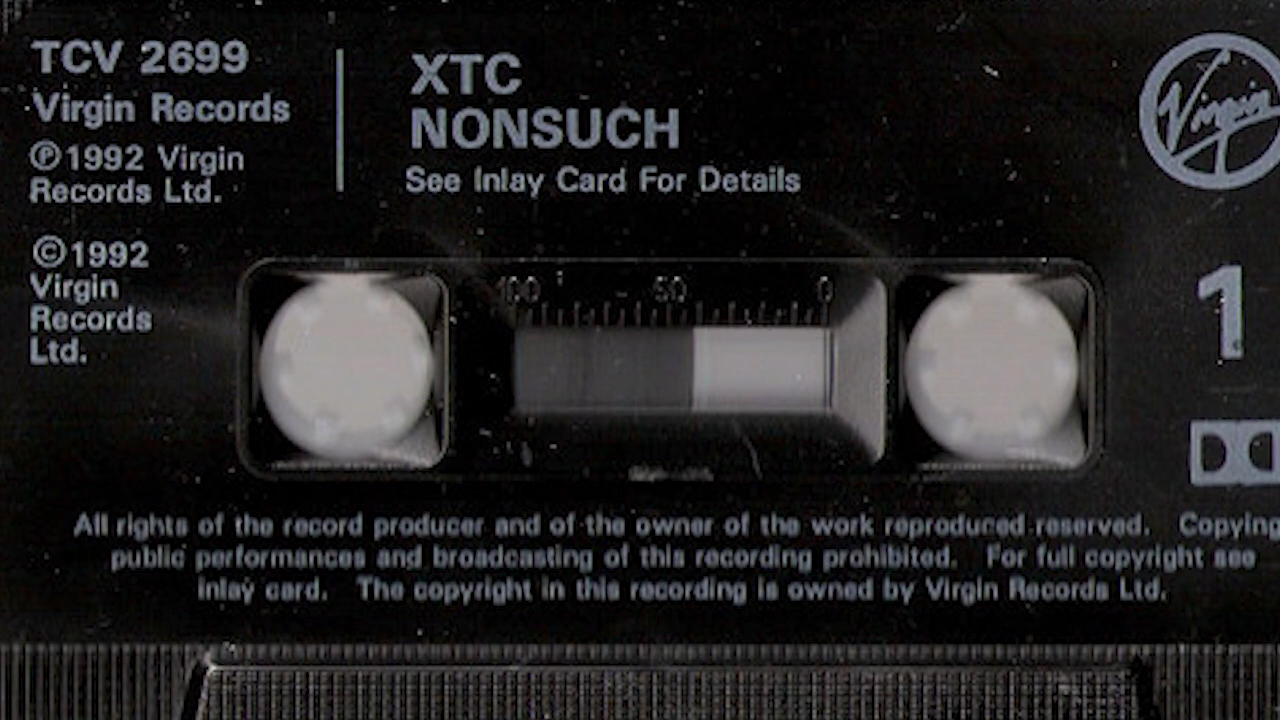 TCV 2699
Virgin Records
℗1992 Virgin
Records Ltd.
©1992
Virgin
Records
Ltd.
XTC
NONSUCH
See Inlay Card For Details
Virgin
100 50 0
1
All rights of the record producer and of the owner of the work reproduced reserved. Copying
public performances and broadcasting of this recording prohibited. For full copyright see
inlay card. The copyright in this recording is owned by Virgin Records Ltd.